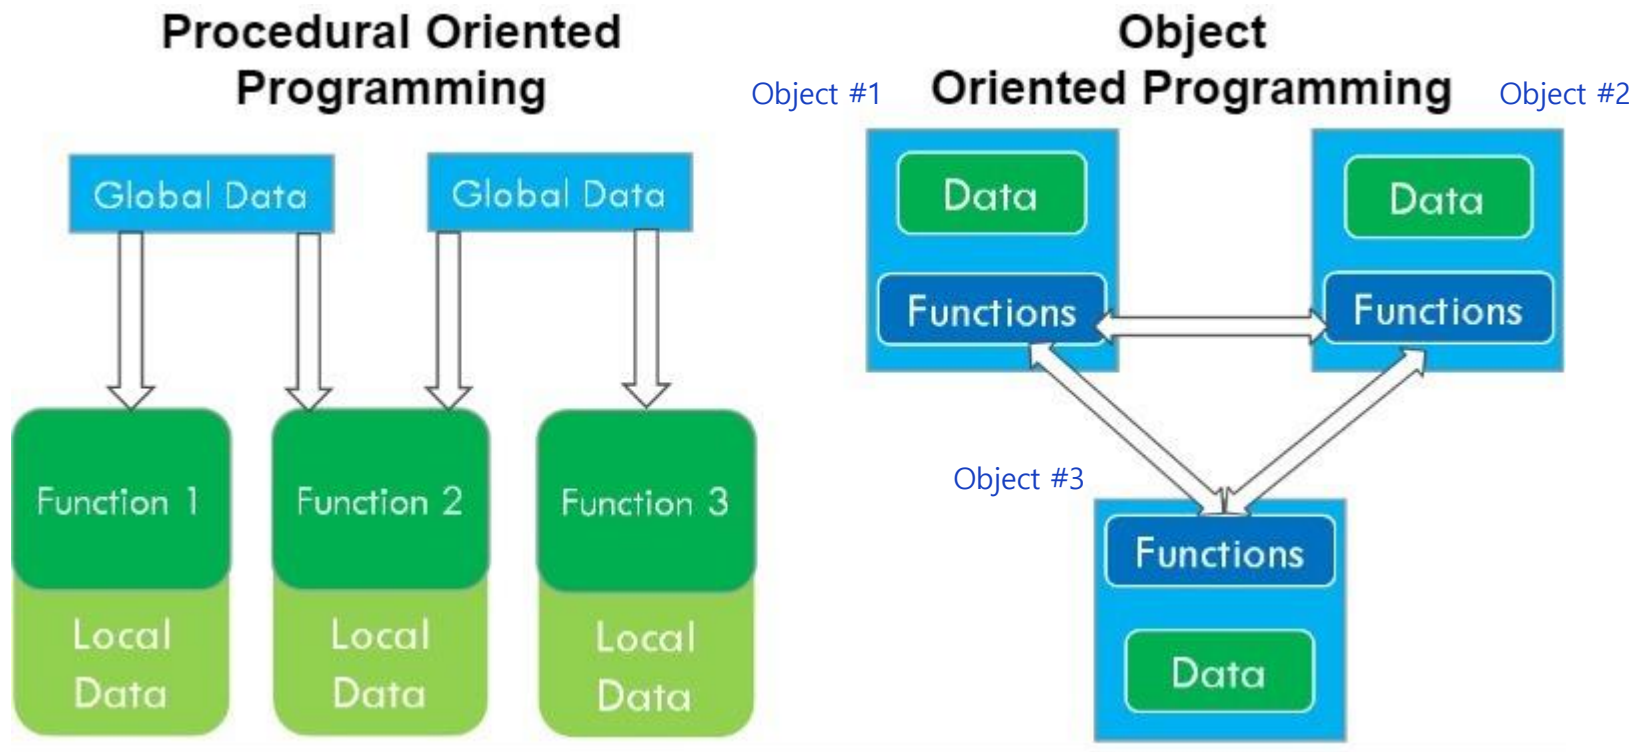 Procedural Oriented
Programming
Global Data
Global Data
Function 1
Function 2
Function 3
Local
Data
Local
Data
Local
Data
Object
Oriented Programming
Object #1
Object #2
Data
Data
Functions
Functions
Object #3
Functions
Data